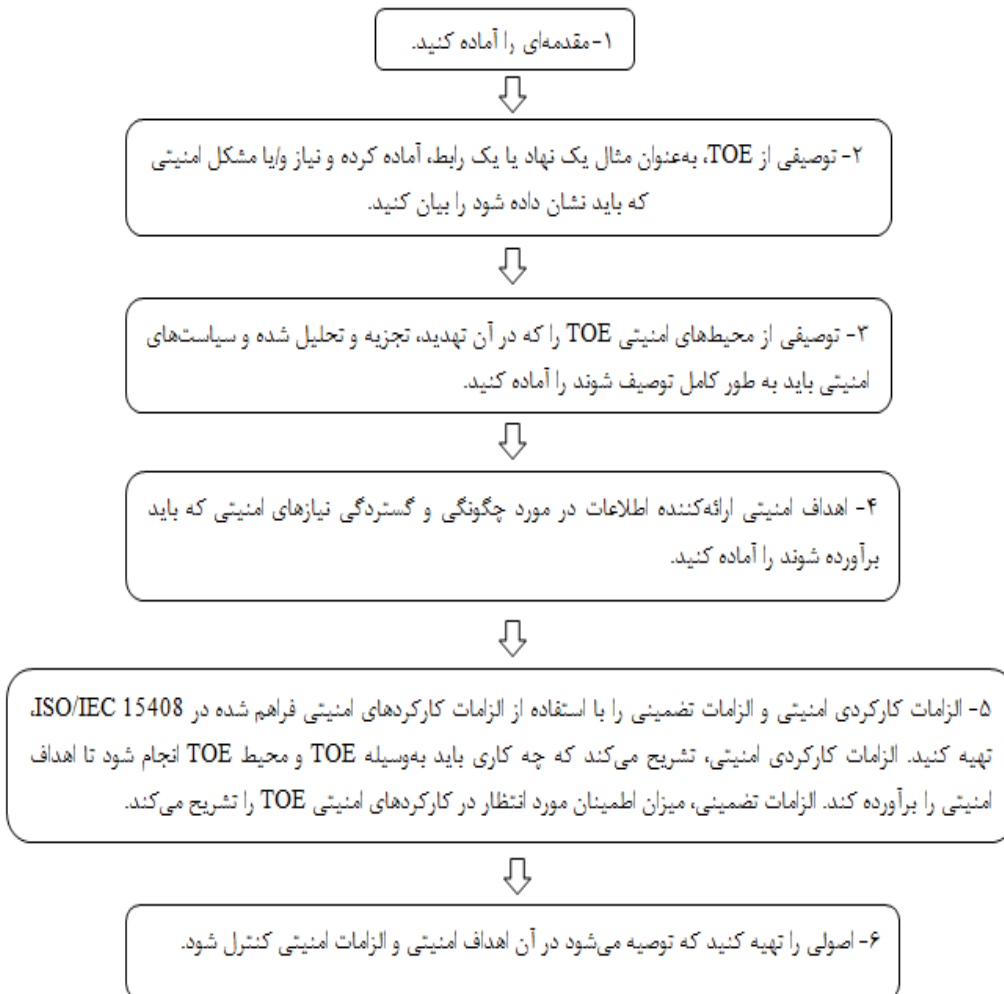 ۱-مقدمه‌ای را آماده کنید.
۲- توصیفی از TOE، به‌عنوان مثال یک نهاد یا یک رابط، آماده کرده و نیاز و/یا مشکل امنیتی
که باید نشان داده شود را بیان کنید.
۳- توصیفی از محیط‌های امنیتی TOE را که در آن تهدید، تجزیه و تحلیل شده و سیاست‌های
امنیتی باید به طور کامل توصیف شوند را آماده کنید.
۴- اهداف امنیتی ارائه‌کننده اطلاعات در مورد چگونگی و گستردگی نیازهای امنیتی که باید
برآورده شوند را آماده کنید.
۵- الزامات کارکردی امنیتی و الزامات تضمینی را با استفاده از الزامات کارکردهای امنیتی فراهم شده در ISO/IEC 15408،
تهیه کنید. الزامات کارکردی امنیتی، تشریح می‌کند که چه کاری باید به‌وسیله TOE و محیط TOE انجام شود تا اهداف
امنیتی را برآورده کند. الزامات تضمینی، میزان اطمینان مورد انتظار در کارکردهای امنیتی TOE را تشریح می‌کند.
۶- اصولی را تهیه کنید که توصیه می‌شود در آن اهداف امنیتی و الزامات امنیتی کنترل شود.